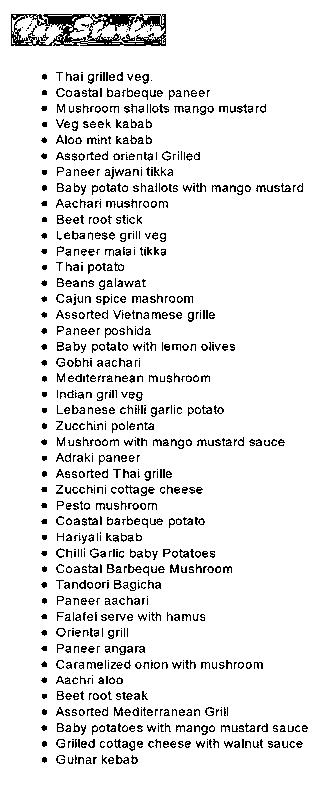 Thai grilled veg.
Coastal barbeque paneer
Mushroom shallots mango mustard
Veg seek kabab
Aloo mint kabab
Assorted oriental Grilled
Paneer ajwani tikka
Baby potato shallots with mango mustard
Aachari mushroom
Beet root stick
Lebanese grill veg
Paneer malai tikka
Thai potato
Beans galawat
Cajun spice mashroom
Assorted Vietnamese grille
Paneer poshida
Baby potato with lemon olives
Gobhi aachari
Mediterranean mushroom
Indian grill veg
Lebanese chilli garlic potato
Zucchini polenta
Mushroom with mango mustard sauce
Adraki paneer
Assorted Thai grille
Zucchini cottage cheese
Pesto mushroom
Coastal barbeque potato
Hariyali kabab
Chilli Garlic baby Potatoes
Coastal Barbeque Mushroom
Tandoori Bagicha
Paneer aachari
Falafel serve with hamus
Oriental grill
Paneer angara
Caramelized onion with mushroom
Aachri aloo
Beet root steak
Assorted Mediterranean Grill
Baby potatoes with mango mustard sauce
Grilled cottage cheese with walnut sauce
Gulnar kebab